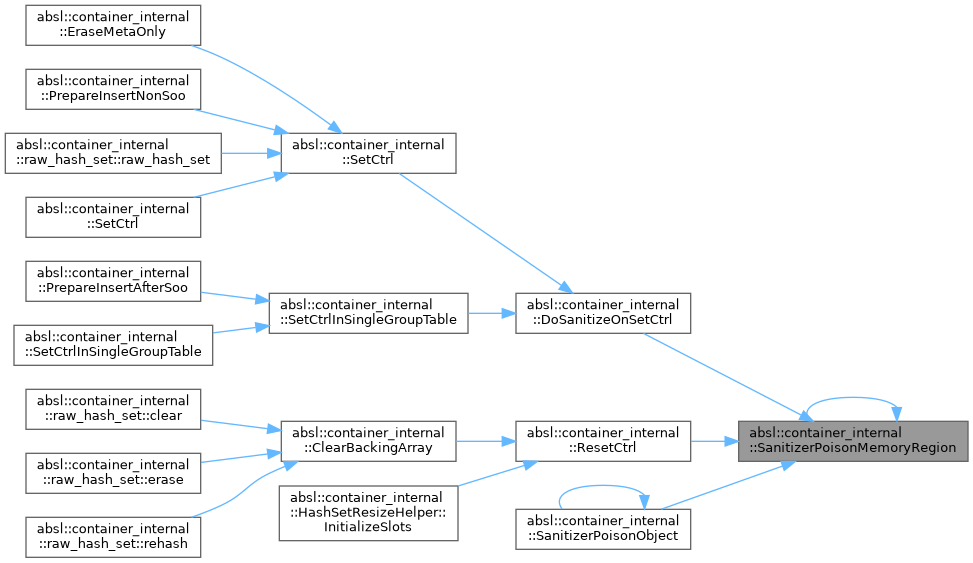 absl::container_internal
::EraseMetaOnly
absl::container_internal
::PrepareInsertNonSoo
absl::container_internal
::raw_hash_set::raw_hash_set
absl::container_internal
::SetCtrl
absl::container_internal
::SetCtrl
absl::container_internal
::PrepareInsertAfterSoo
absl::container_internal
::SetCtrlInSingleGroupTable
absl::container_internal
::SetCtrlInSingleGroupTable
absl::container_internal
::DoSanitizeOnSetCtrl
absl::container_internal
::raw_hash_set::clear
absl::container_internal
::raw_hash_set::erase
absl::container_internal
::raw_hash_set::rehash
absl::container_internal
::ClearBackingArray
absl::container_internal
::HashSetResizeHelper::
InitializeSlots
absl::container_internal
::ResetCtrl
absl::container_internal
::SanitizerPoisonObject
absl::container_internal
::SanitizerPoisonMemoryRegion